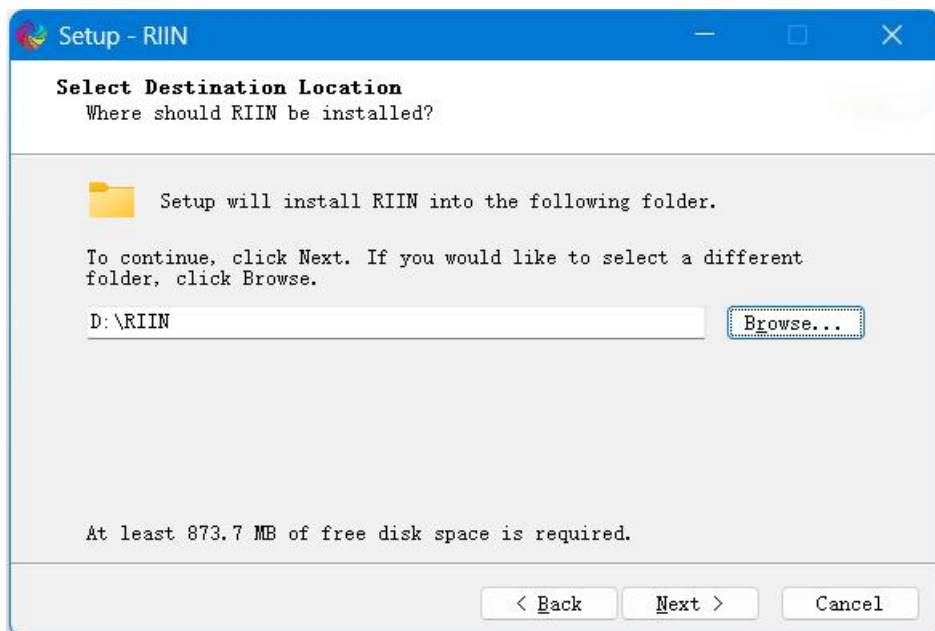 Setup - RIIN
Select Destination Location
Where should RIIN be installed?
Setup will install RIIN into the following folder.
To continue, click Next. If you would like to select a different
folder, click Browse.
D:\RIIN
Browse...
At least 873.7 MB of free disk space is required.
< Back
Next >
Cancel